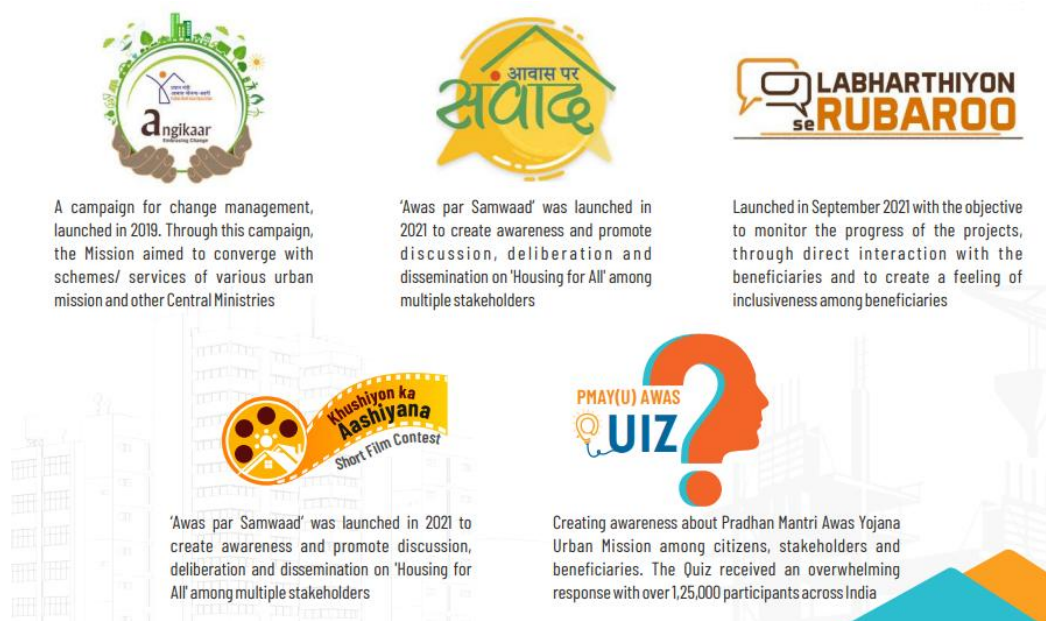 प्रधान मंत्री
आवास योजना-शहरी
angikaar
Embracing Change
आवास पर
संवाद
LABHARTHIYON
se RUBAROO
A campaign for change management,
launched in 2019. Through this campaign,
the Mission aimed to converge with
schemes/ services of various urban
mission and other Central Ministries
‘Awas par Samwaad’ was launched in
2021 to create awareness and promote
discussion, deliberation and
dissemination on 'Housing for All' among
multiple stakeholders
Launched in September 2021 with the objective
to monitor the progress of the projects,
through direct interaction with the
beneficiaries and to create a feeling of
inclusiveness among beneficiaries
Khushiyon ka
Aashiyana
Short Film Contest
PMAY(U) AWAS
QUIZ
‘Awas par Samwaad’ was launched in 2021 to
create awareness and promote discussion,
deliberation and dissemination on 'Housing for
All' among multiple stakeholders
Creating awareness about Pradhan Mantri Awas Yojana
Urban Mission among citizens, stakeholders and
beneficiaries. The Quiz received an overwhelming
response with over 1,25,000 participants across India